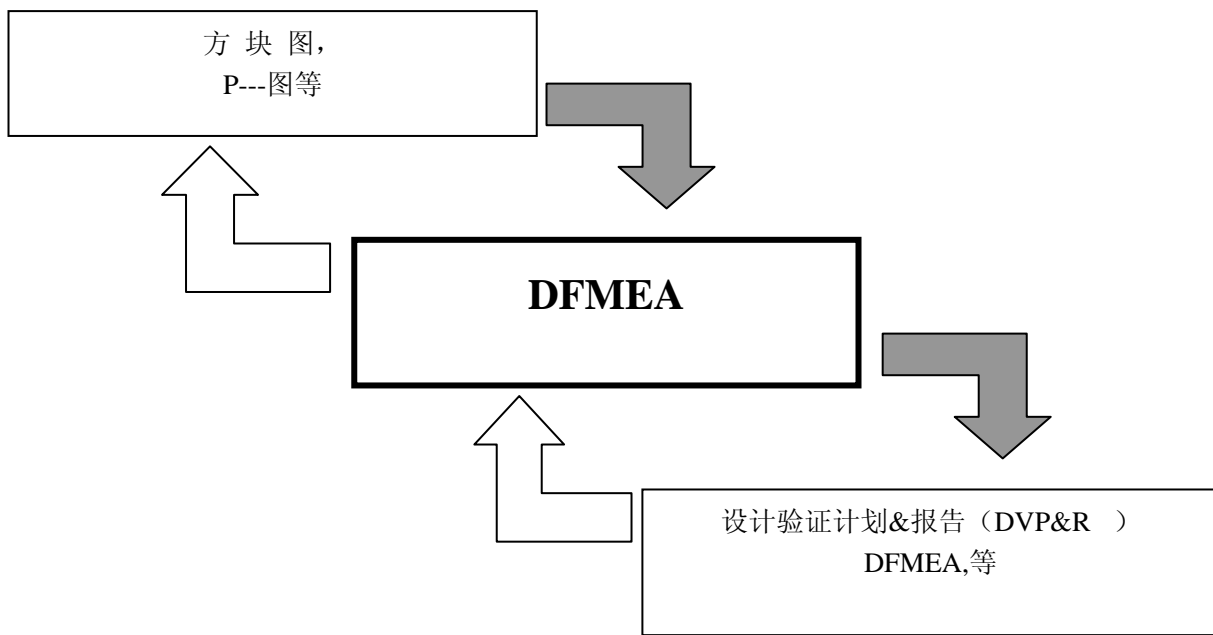 方 块 图，
P---图等
DFMEA
设计验证计划&报告（DVP&R ）
DFMEA,等